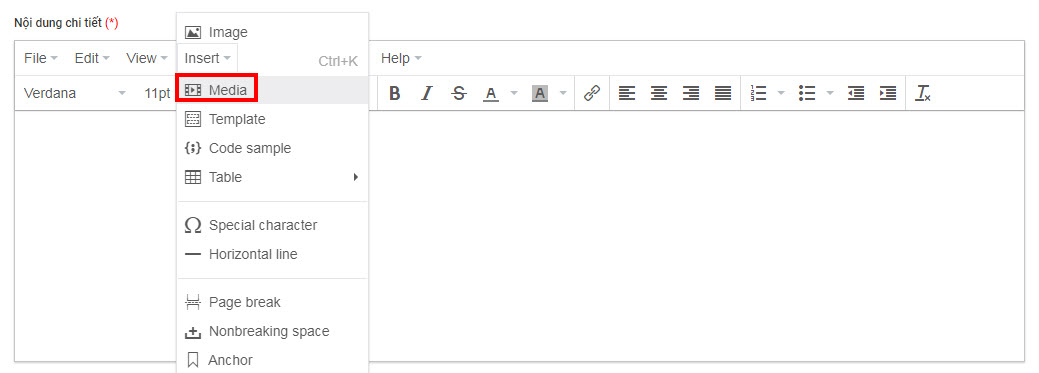 Nội dung chi tiết (*)
Image
File Edit View Insert Ctrl+K Help
Verdana 11pt B I S A A
Media
Template
Code sample
Table
Special character
Horizontal line
Page break
Nonbreaking space
Anchor